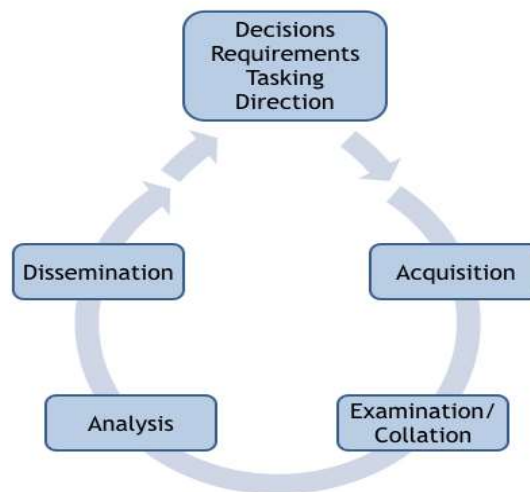 Decisions
Requirements
Tasking
Direction
Dissemination
Acquisition
Analysis
Examination/
Collation